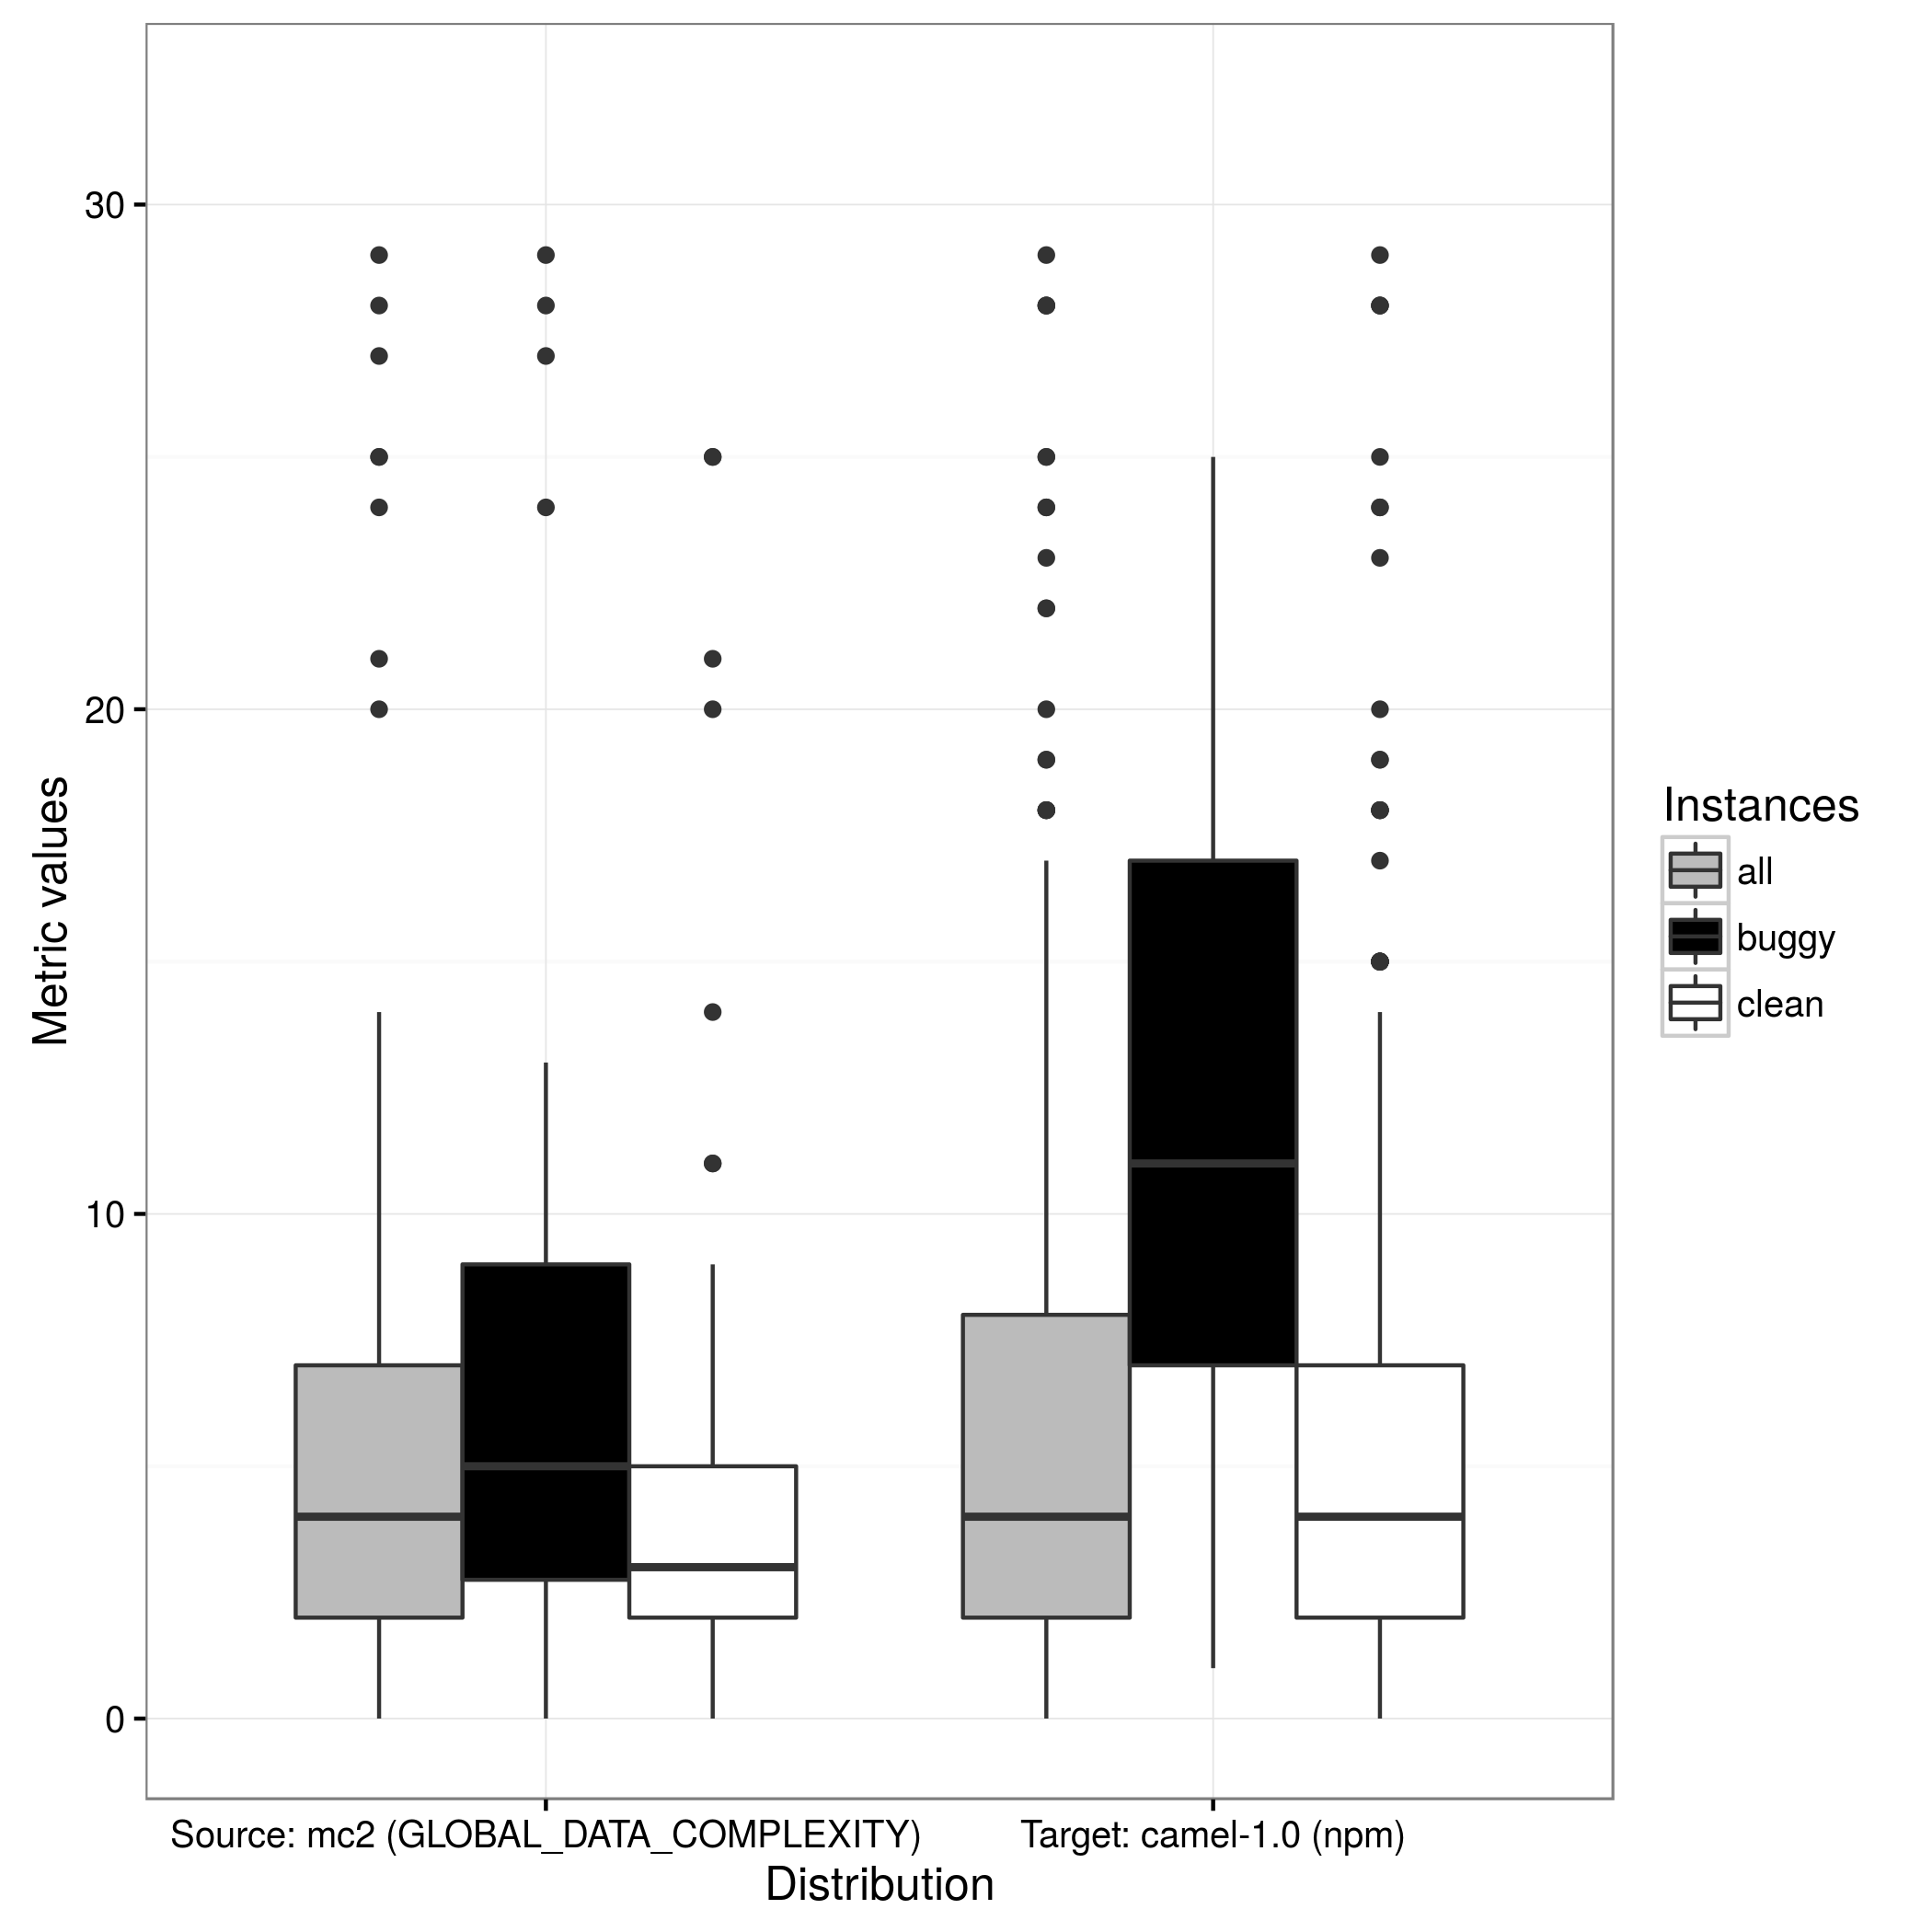 30
20
10
0
Metric values
Source: mc2 (GLOBAL_DATA_COMPLEXITY)
Target: camel-1.0 (npm)
Distribution
Instances
all
buggy
clean